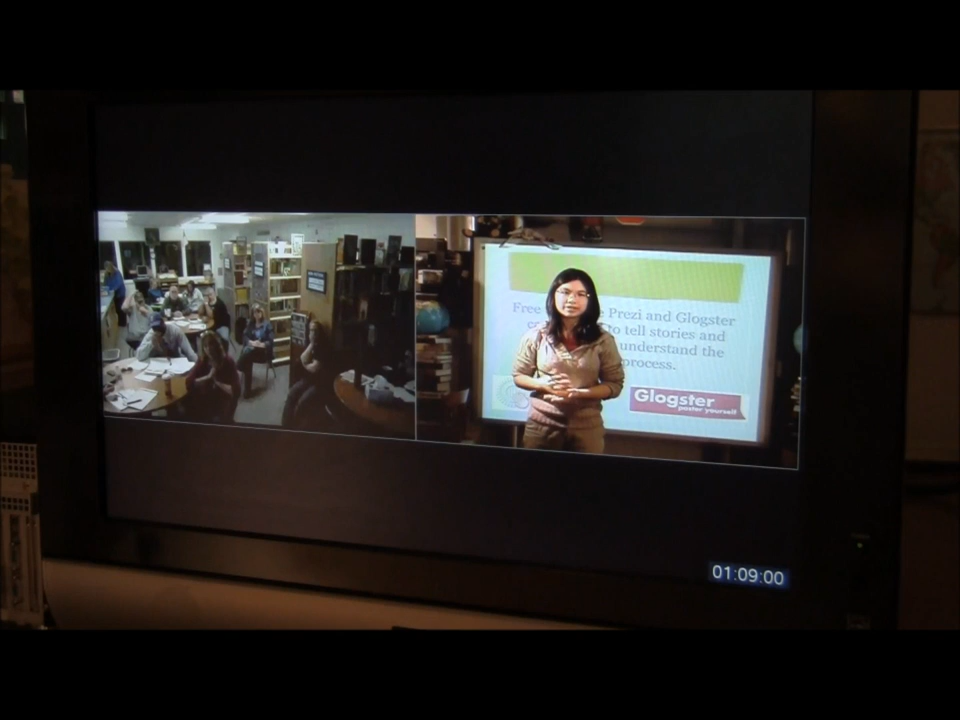 Free Prezi and Glogster
to tell stories and
understand the
process.
Glogster
poster yourself
01:09:00